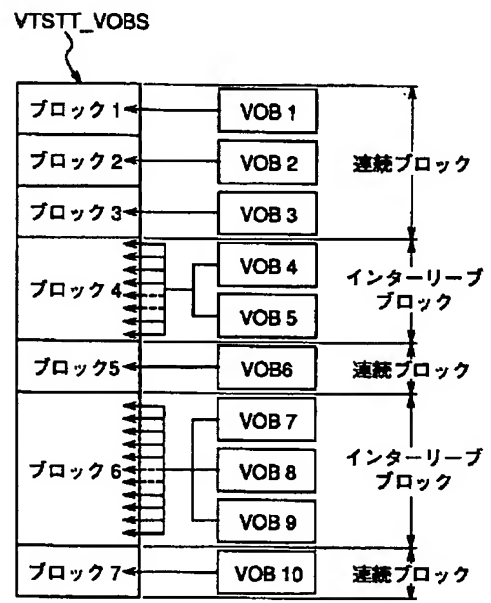 VTSTT_VOBS
ブロック1
VOB 1
ブロック2
VOB 2
連続ブロック
ブロック3
VOB 3
VOB 4
ブロック4
インターリーブ
ブロック
VOB 5
ブロック5
VOB6
連続ブロック
VOB 7
ブロック6
VOB 8
インターリーブ
ブロック
VOB 9
ブロック7
VOB 10
連続ブロック